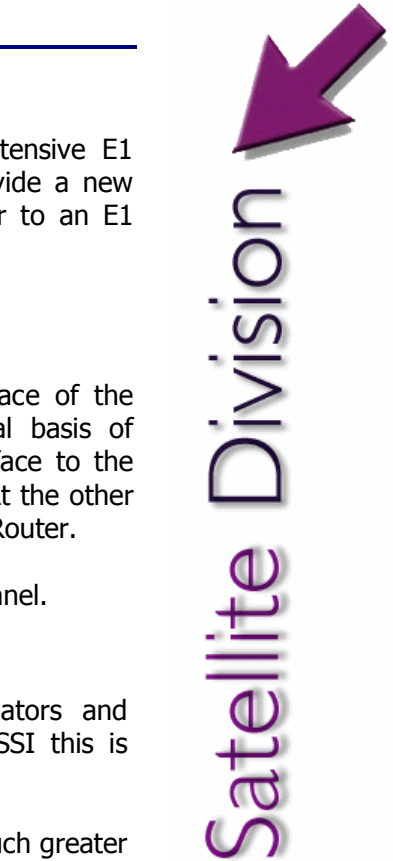 tensive E1
vide a new
r to an E1
ace of the
al basis of
face to the
t the other
Router.
nnel.
ators and
SSI this is
uch greater
Satellite Division